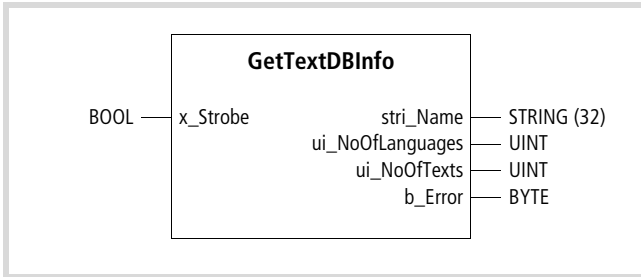 GetTextDBInfo
BOOL x_Strobe stri_Name STRING (32)
ui_NoOfLanguages UINT
ui_NoOfTexts UINT
b_Error BYTE